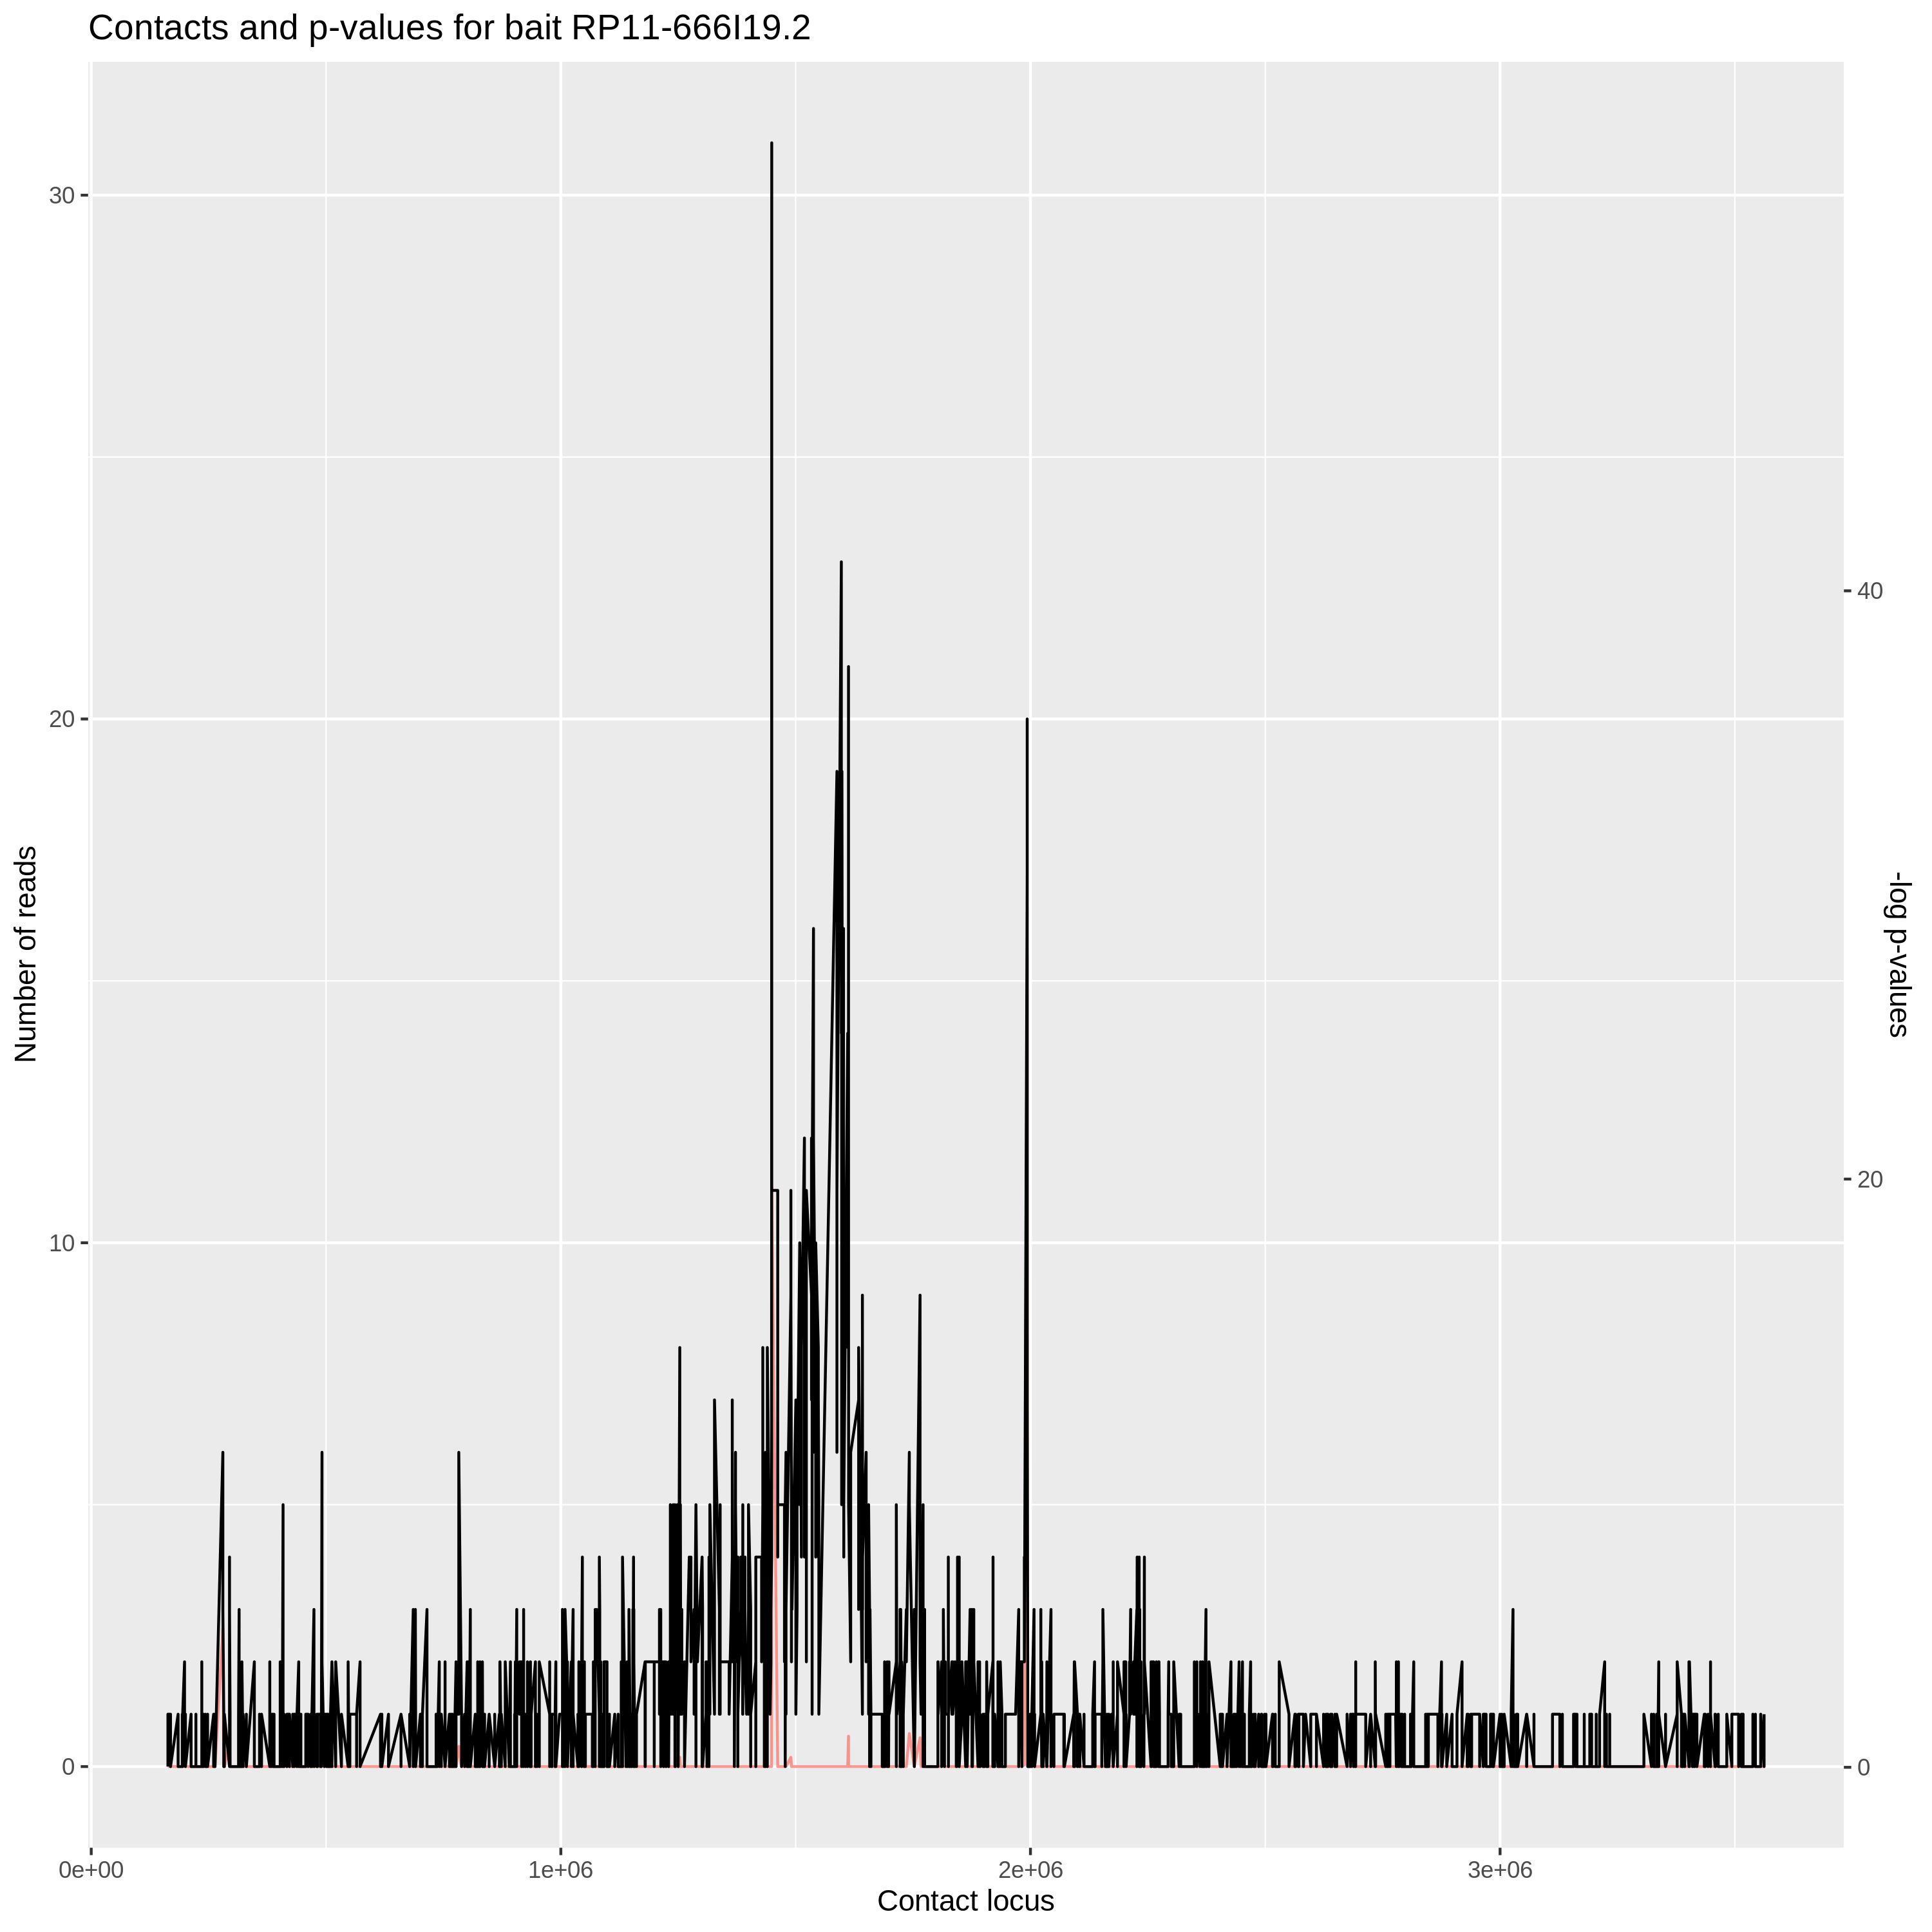 Contacts and p-values for bait RP11-666I19.2
30
20
10
0
Number of reads
40
20
0
-log p-values
0e+00 1e+06 2e+06 3e+06
Contact locus